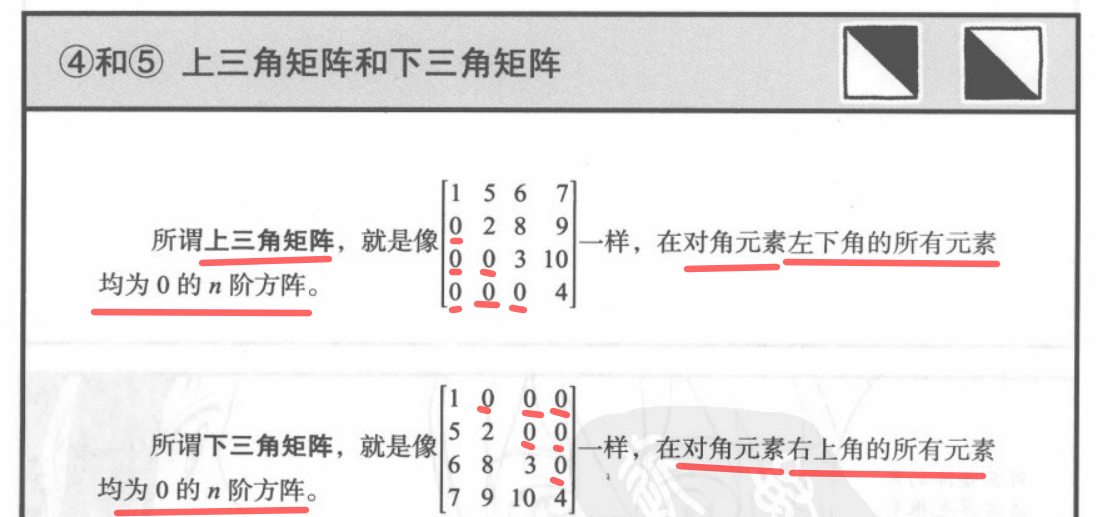 ④和⑤ 上三角矩阵和下三角矩阵
1 5 6 7
0 2 8 9
所谓上三角矩阵，就是像 一样，在对角元素左下角的所有元素
0 0 3 10
均为 0 的 n 阶方阵。
0 0 0 4
1 0 0 0
5 2 0 0
所谓下三角矩阵，就是像 一样，在对角元素右上角的所有元素
6 8 3 0
均为 0 的 n 阶方阵。
7 9 10 4